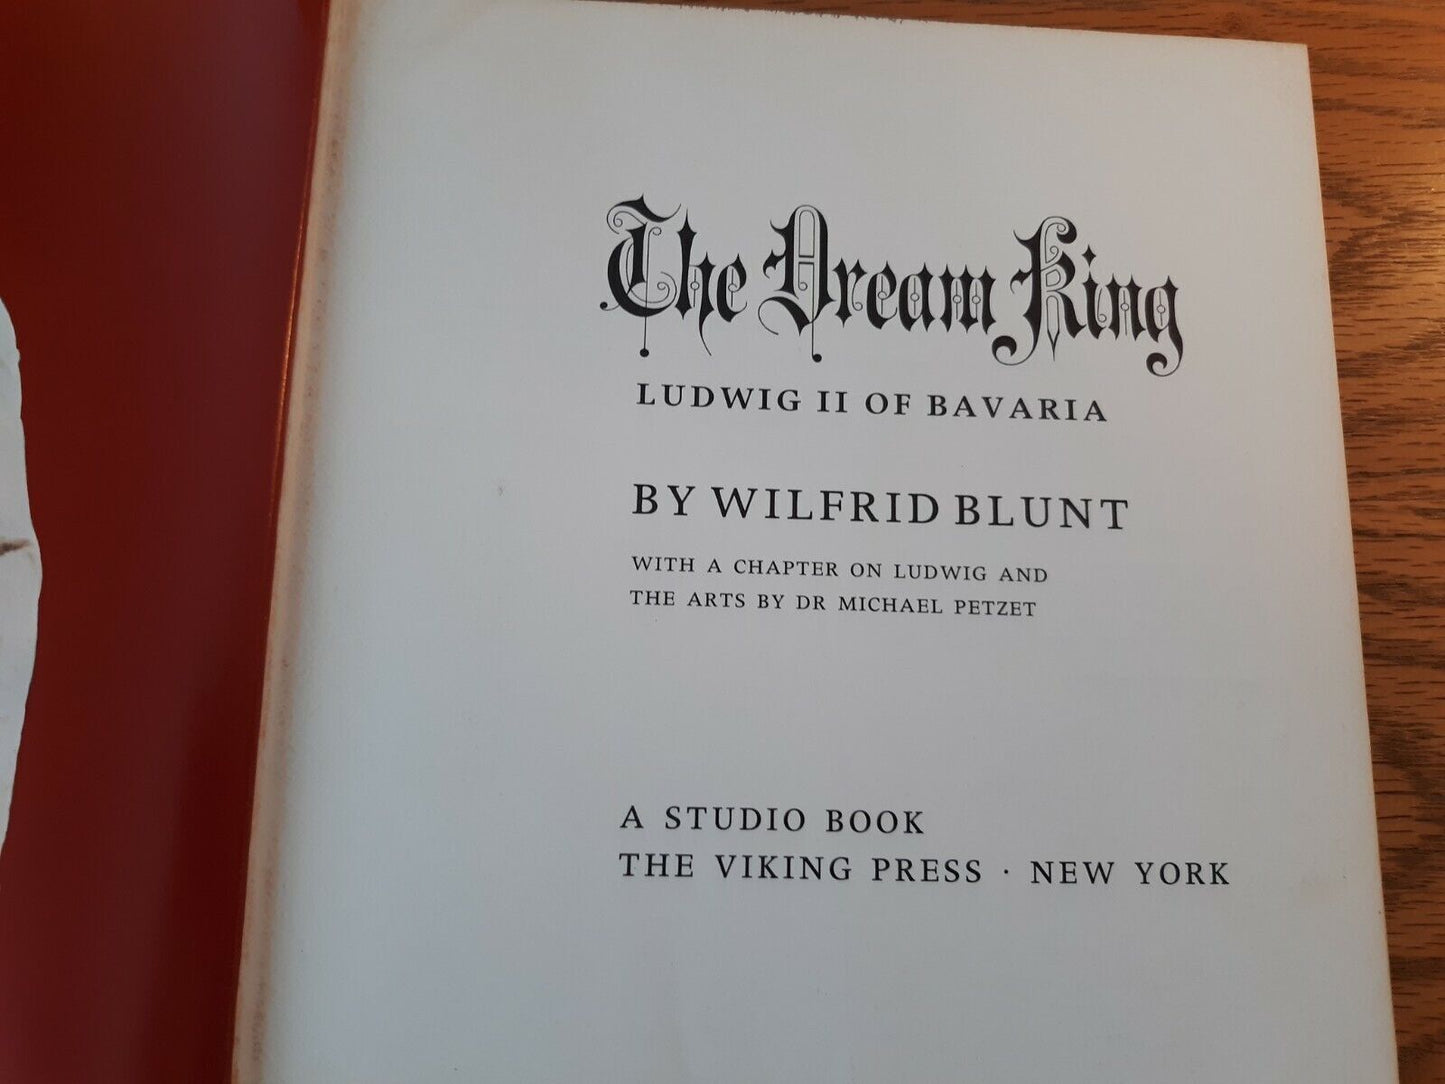 The Dream King
LUDWIG II OF BAVARIA
BY WILFRID BLUNT
WITH A CHAPTER ON LUDWIG AND
THE ARTS BY DR MICHAEL PETZET
A STUDIO BOOK
THE VIKING PRESS · NEW YORK